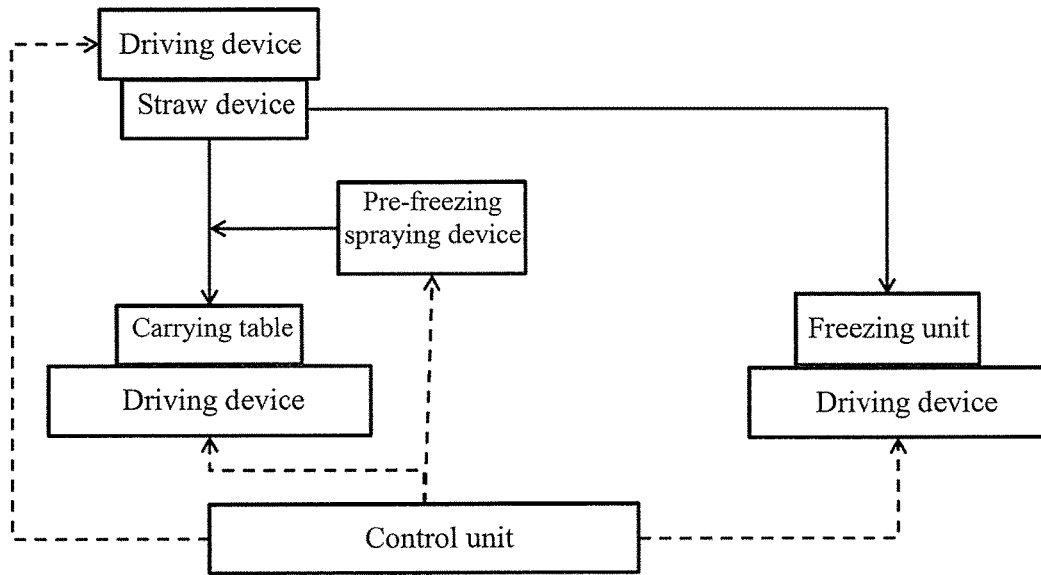 Driving device
Straw device
Pre-freezing
spraying device
Carrying table
Freezing unit
Driving device
Driving device
Control unit